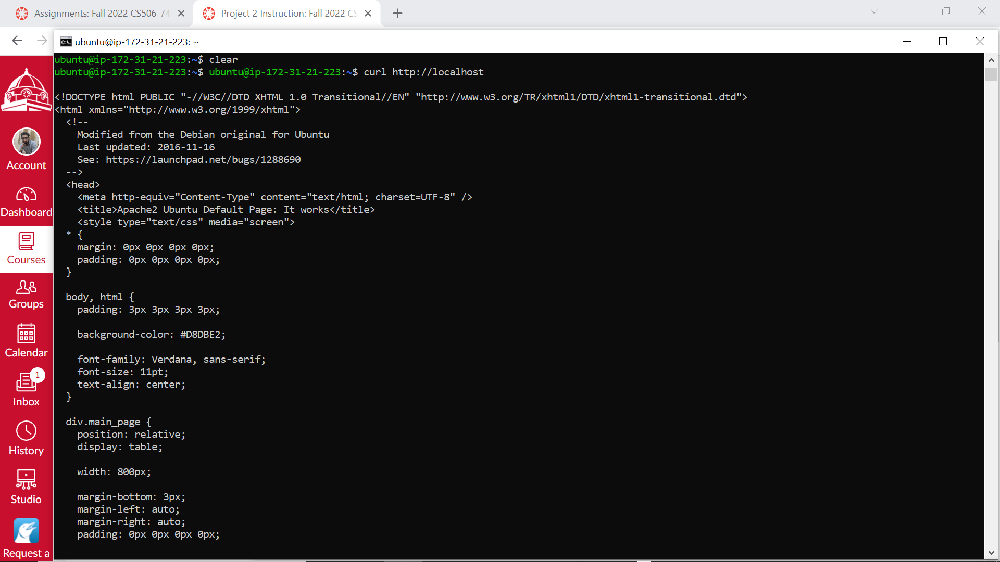 Assignments: Fall 2022 CS506-74
Project 2 Instruction: Fall 2022 CS
ubuntu@ip-172-31-21-223: ~
ubuntu@ip-172-31-21-223:~$ clear
ubuntu@ip-172-31-21-223:~$ ubuntu@ip-172-31-21-223:~$ curl http://localhost
<!DOCTYPE html PUBLIC "-//W3C//DTD XHTML 1.0 Transitional//EN" "http://www.w3.org/TR/xhtml1/DTD/xhtml1-transitional.dtd">
<html xmlns="http://www.w3.org/1999/xhtml">
<!--
Modified from the Debian original for Ubuntu
Last updated: 2016-11-16
See: https://launchpad.net/bugs/1288690
-->
<head>
<meta http-equiv="Content-Type" content="text/html; charset=UTF-8" />
<title>Apache2 Ubuntu Default Page: It works</title>
<style type="text/css" media="screen">
* {
margin: 0px 0px 0px 0px;
padding: 0px 0px 0px 0px;
}
body, html {
padding: 3px 3px 3px 3px;
background-color: #D8DBE2;
font-family: Verdana, sans-serif;
font-size: 11pt;
text-align: center;
}
div.main_page {
position: relative;
display: table;
width: 800px;
margin-bottom: 3px;
margin-left: auto;
margin-right: auto;
padding: 0px 0px 0px 0px;
Account
Dashboard
Courses
Groups
Calendar
1
Inbox
History
Studio
Request a